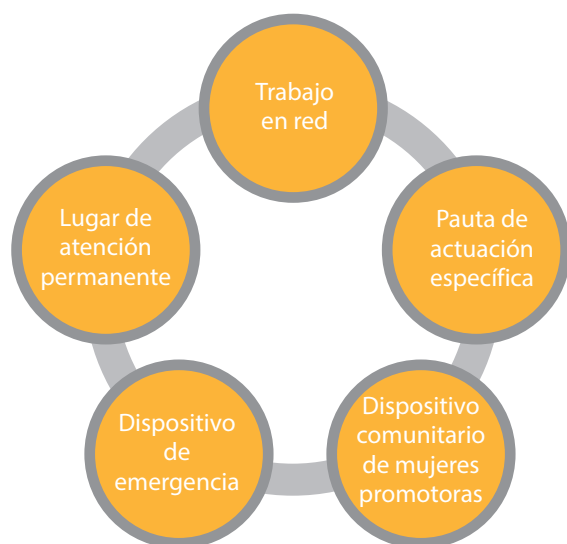 Trabajo
en red
Pauta de
actuación
específica
Dispositivo
comunitario
de mujeres
promotoras
Dispositivo
de
emergencia
Lugar de
atención
permanente